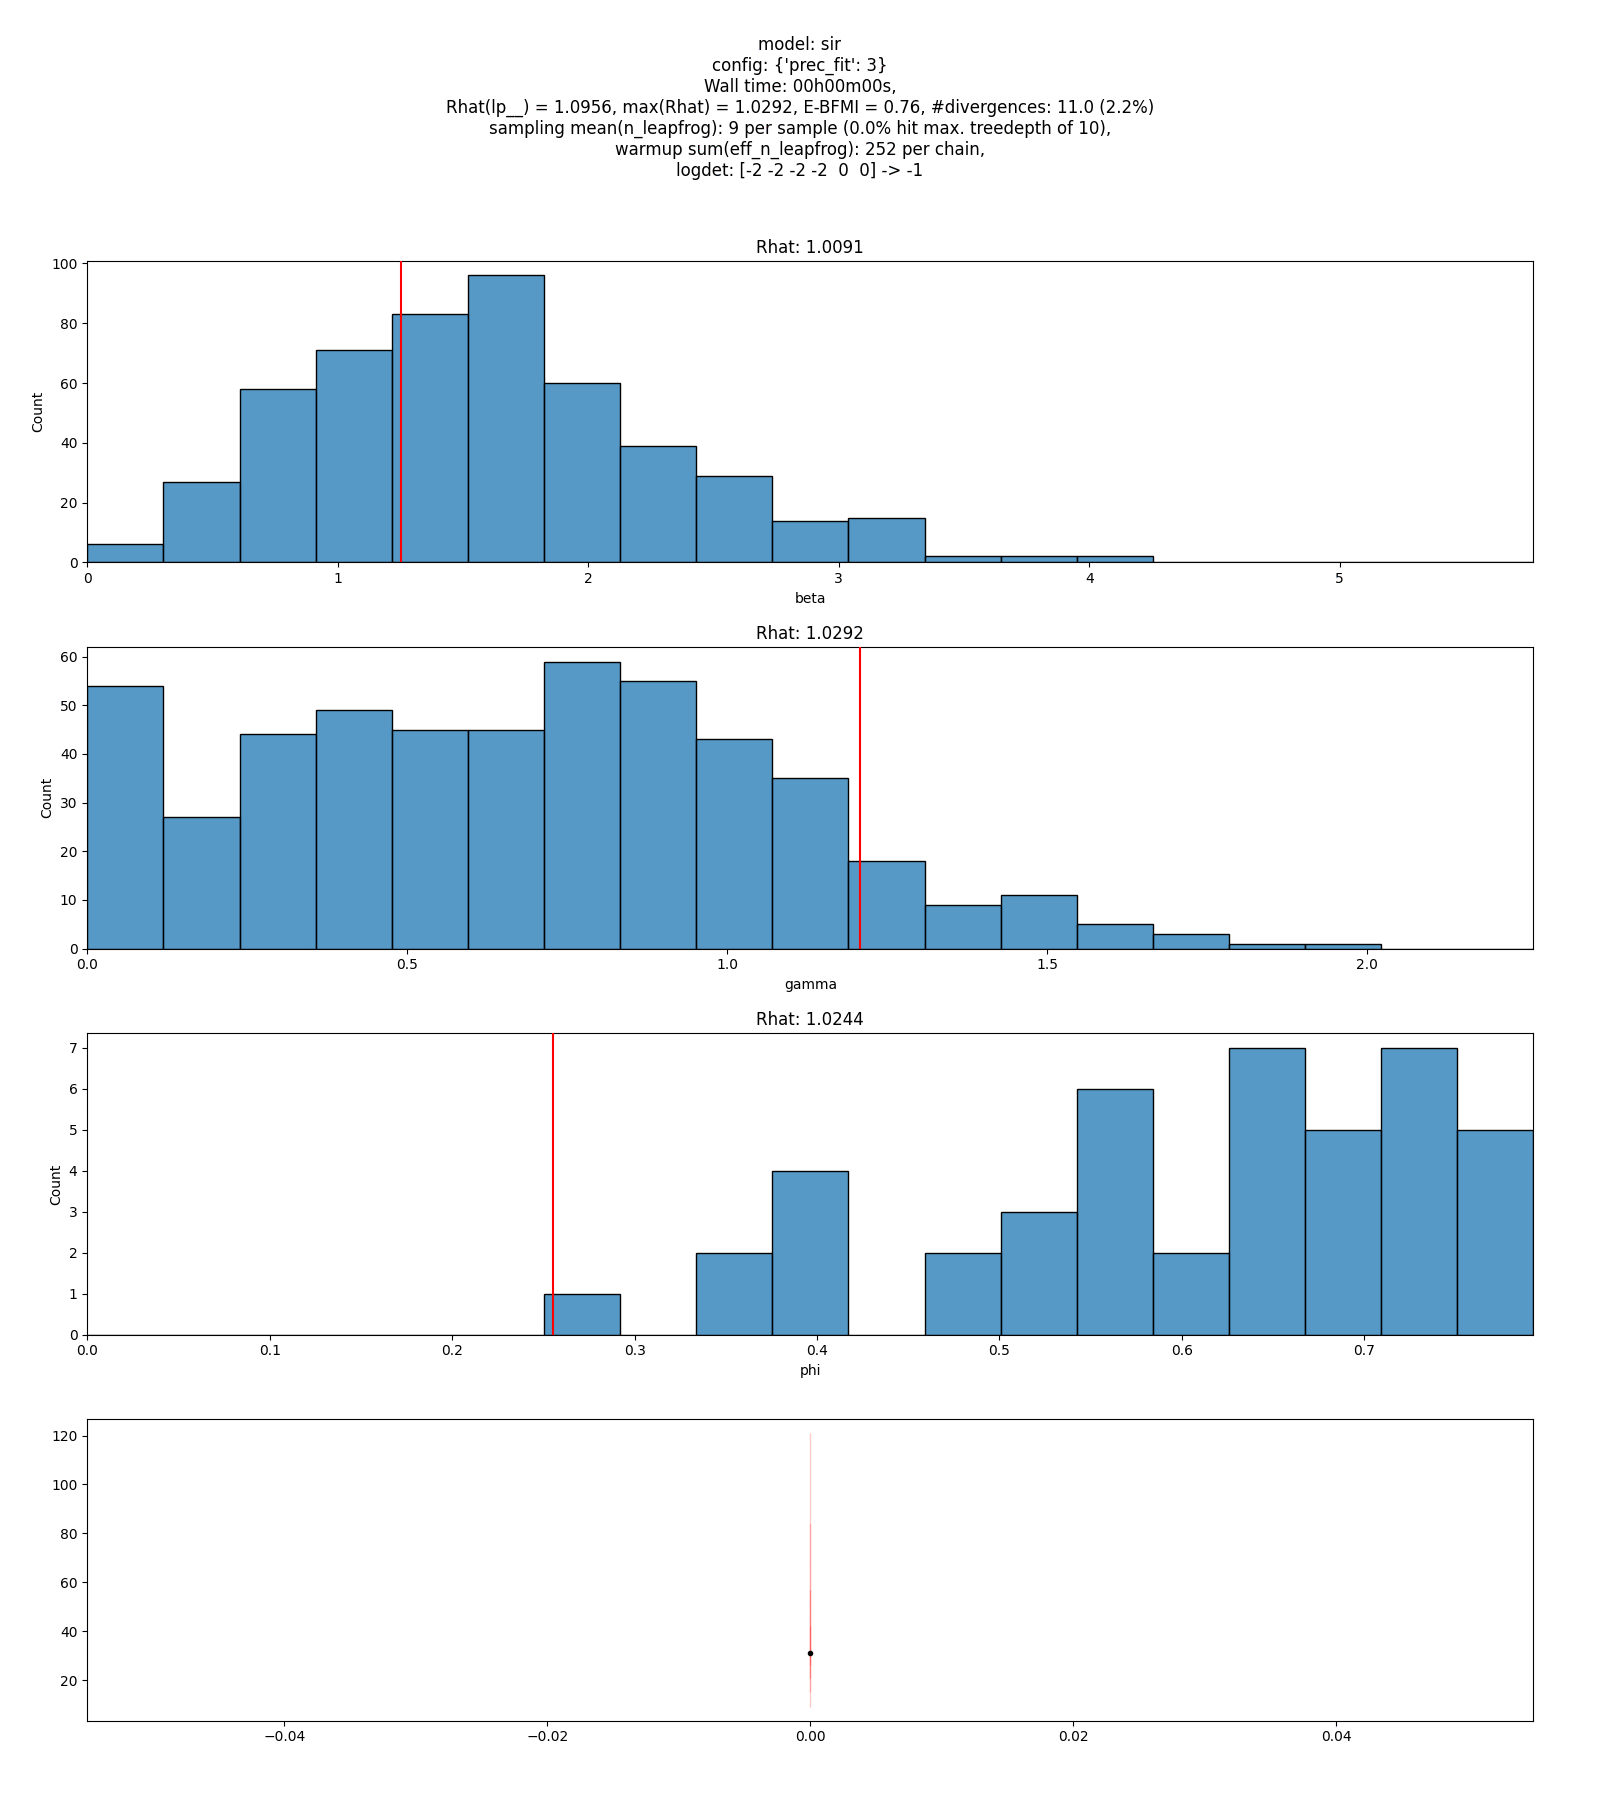 model: sir
config: {'prec_fit': 3}
Wall time: 00h00m00s,
Rhat(lp__) = 1.0956, max(Rhat) = 1.0292, E-BFMI = 0.76, #divergences: 11.0 (2.2%)
sampling mean(n_leapfrog): 9 per sample (0.0% hit max. treedepth of 10),
warmup sum(eff_n_leapfrog): 252 per chain,
logdet: [-2 -2 -2 -2  0  0] -> -1
Rhat: 1.0091
100
80
60
40
20
0
Count
0 1 2 3 4 5
beta
Rhat: 1.0292
60
50
40
30
20
10
0
Count
0.0 0.5 1.0 1.5 2.0
gamma
Rhat: 1.0244
7
6
5
4
3
2
1
0
Count
0.0 0.1 0.2 0.3 0.4 0.5 0.6 0.7
phi
120
100
80
60
40
20
−0.04 −0.02 0.00 0.02 0.04